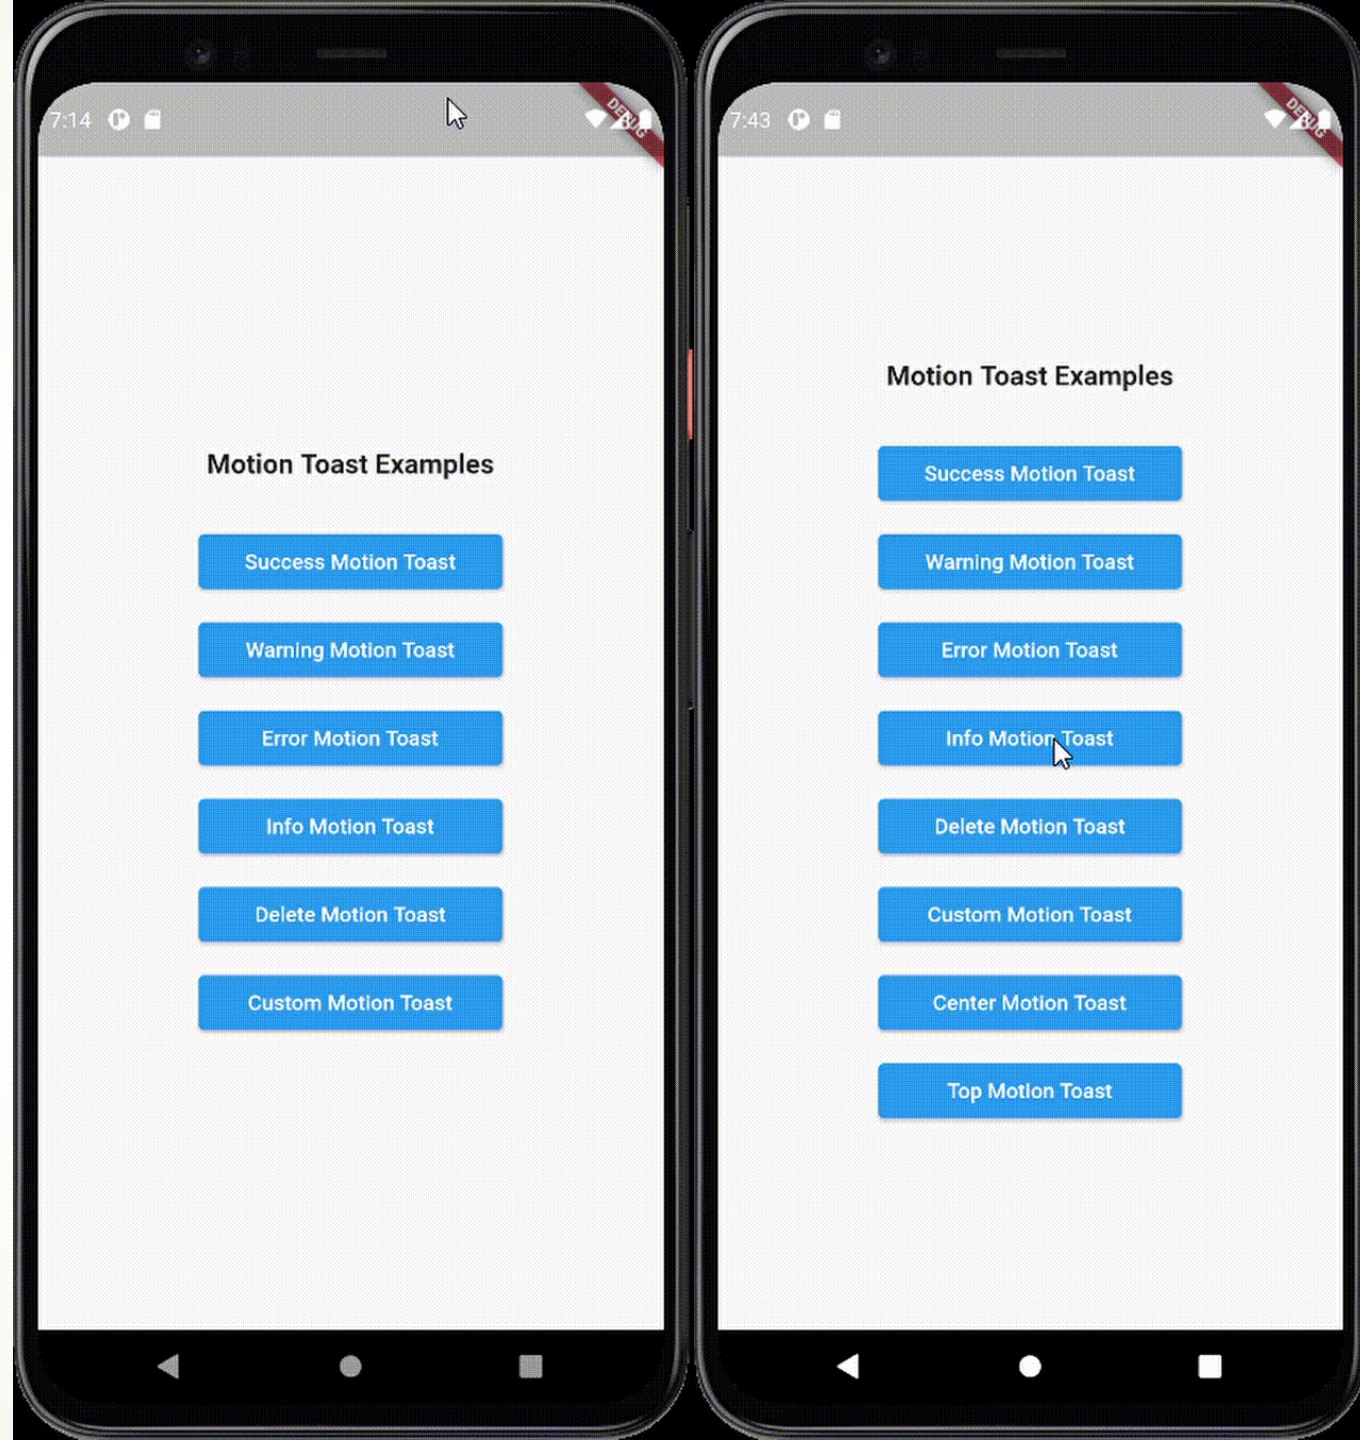 7:14
DEBUG
Motion Toast Examples
Success Motion Toast
Warning Motion Toast
Error Motion Toast
Info Motion Toast
Delete Motion Toast
Custom Motion Toast
7:43
DEBUG
Motion Toast Examples
Success Motion Toast
Warning Motion Toast
Error Motion Toast
Info Motion Toast
Delete Motion Toast
Custom Motion Toast
Center Motion Toast
Top Motion Toast